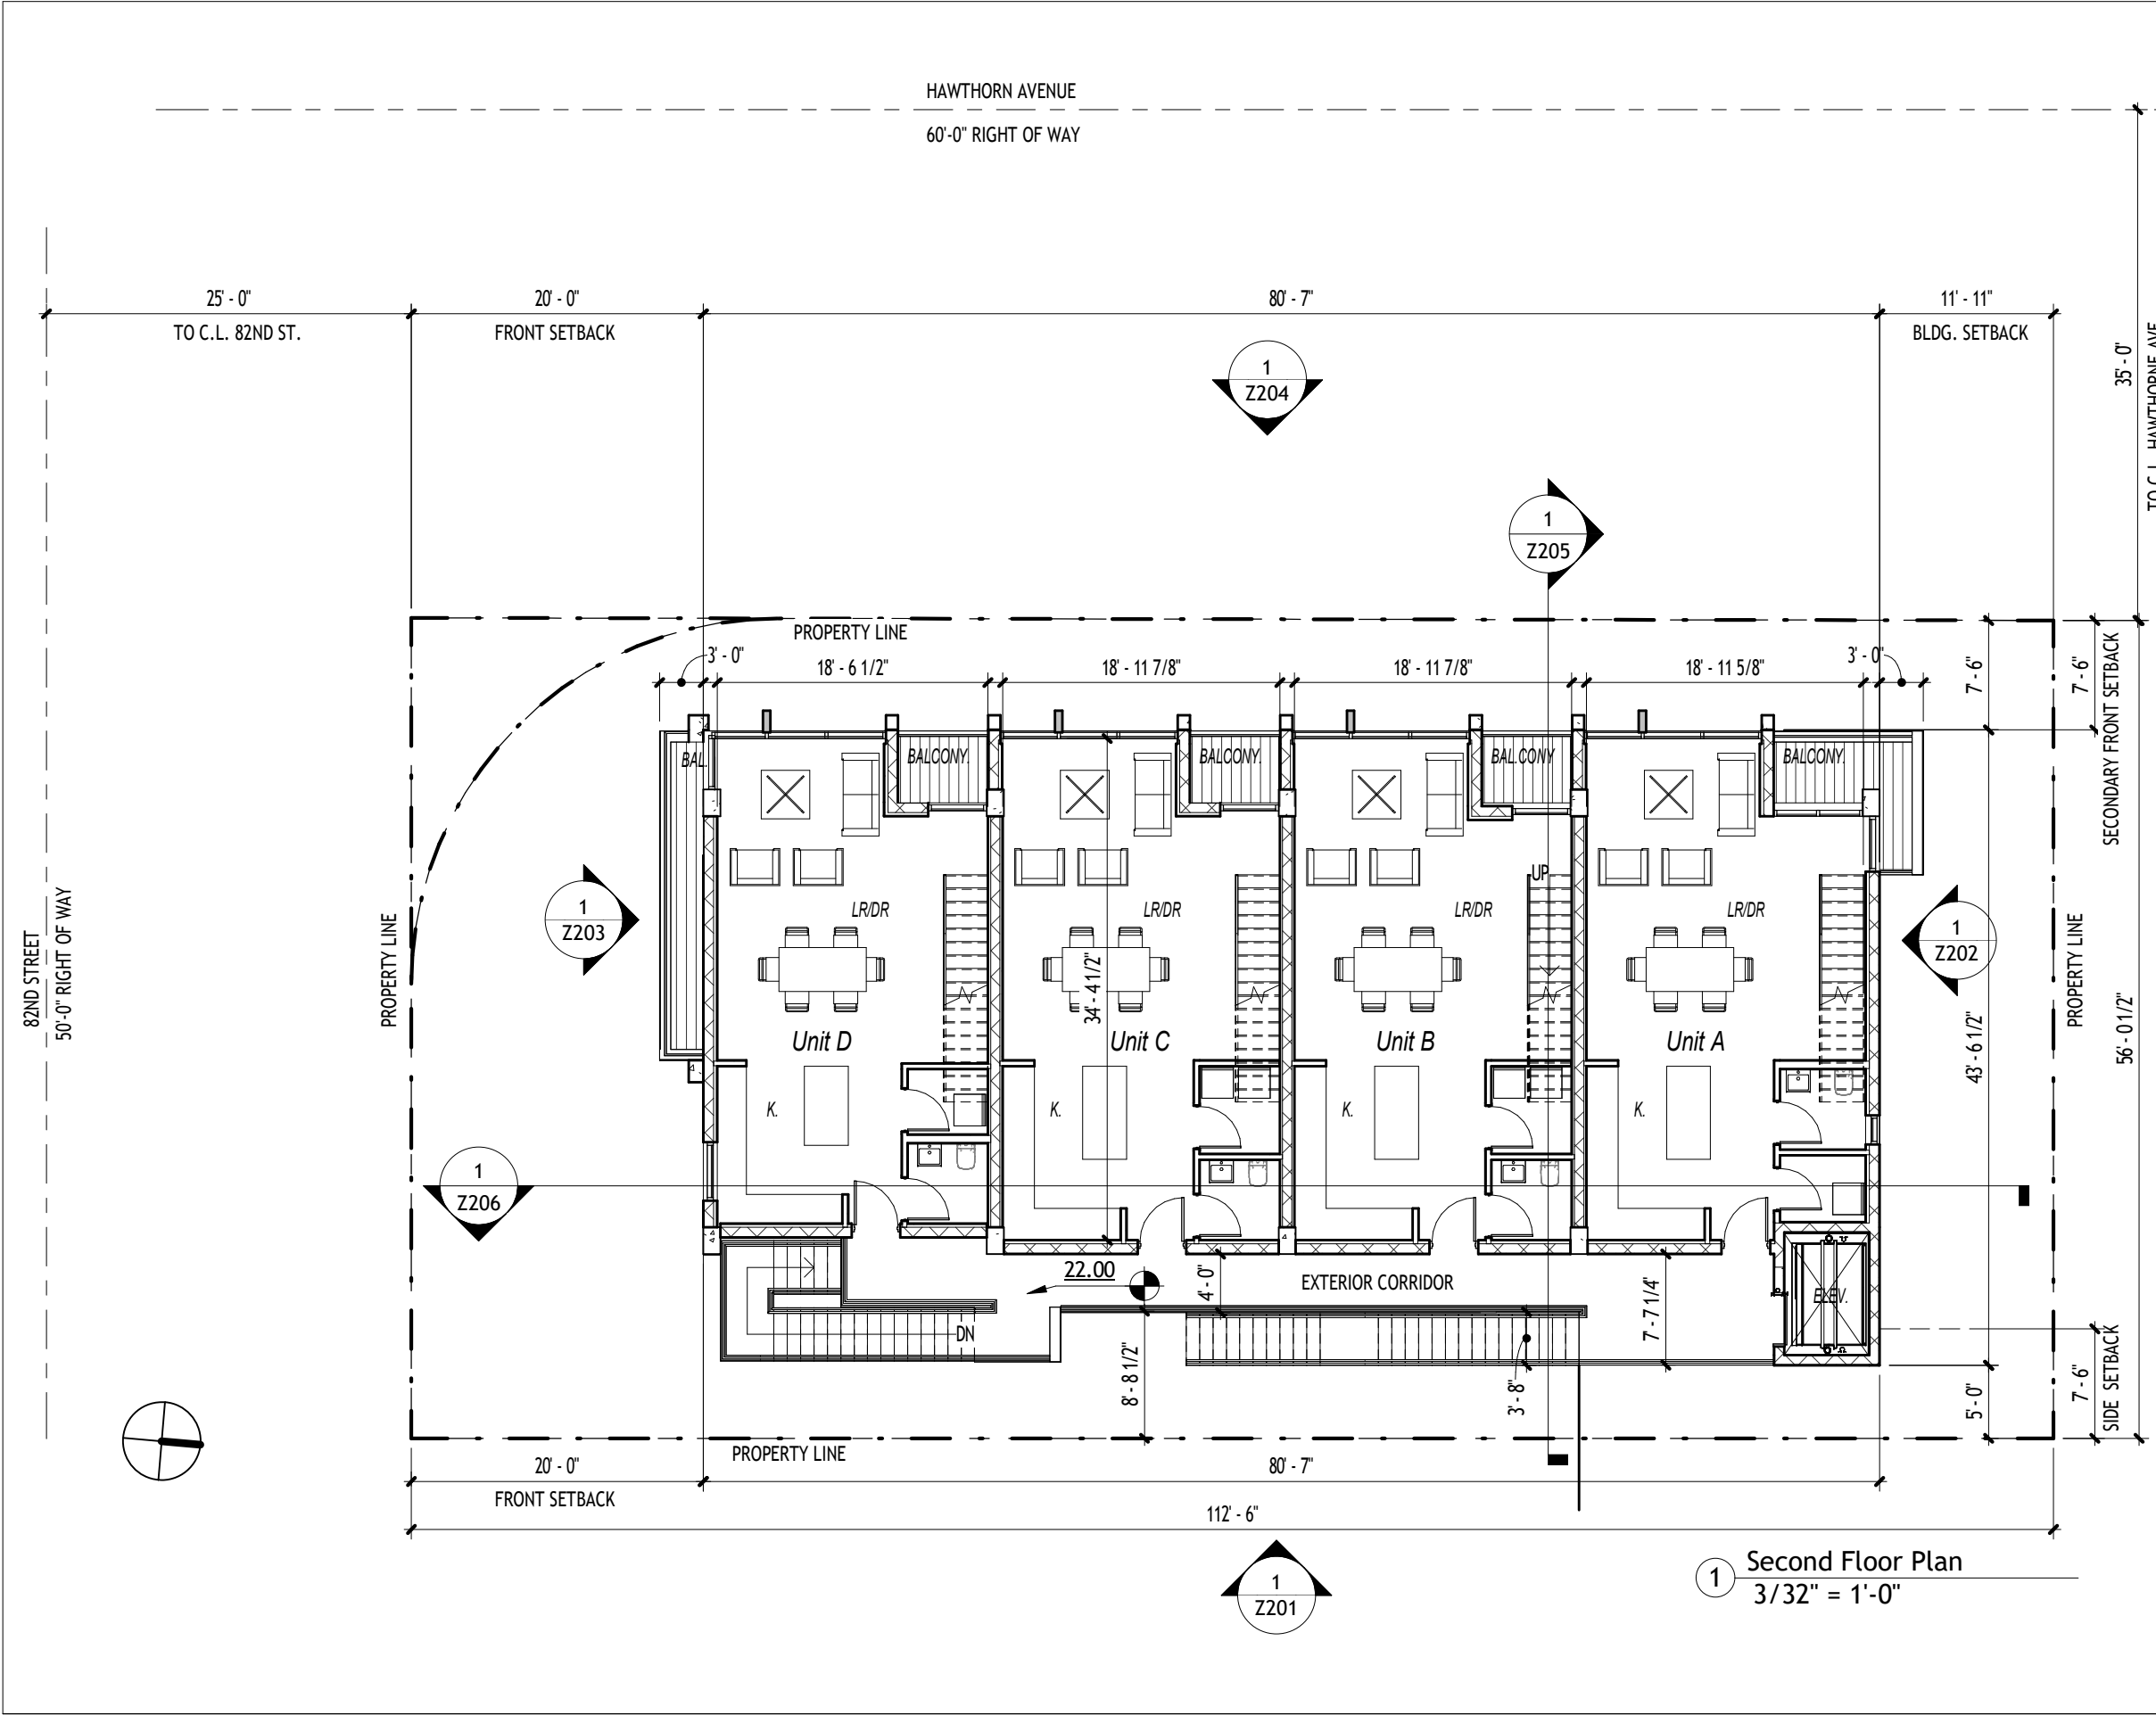 HAWTHORN AVENUE
60'-0" RIGHT OF WAY
25' - 0"
TO C.L. 82ND ST.
20' - 0"
FRONT SETBACK
80' - 7"
11' - 11"
BLDG. SETBACK
35' - 0"
TO C.L. HAWTHORNE AVE
1
Z204
1
Z205
PROPERTY LINE
3' - 0"
18' - 6 1/2"
18' - 11 7/8"
18' - 11 7/8"
18' - 11 5/8"
3' - 0"
7' - 6"
7' - 6"
SECONDARY FRONT SETBACK
BAL.
BALCONY.
BALCONY.
BAL.CONY
BALCONY.
UP
1
Z203
LR/DR
LR/DR
LR/DR
LR/DR
1
Z202
82ND STREET
50'-0" RIGHT OF WAY
PROPERTY LINE
PROPERTY LINE
34' - 4 1/2"
Unit D
Unit C
Unit B
Unit A
43' - 6 1/2"
56' - 0 1/2"
K.
K.
K.
K.
1
Z206
22.00
4' - 0"
EXTERIOR CORRIDOR
7' - 7 1/4"
ELEV.
DN
8' - 8 1/2"
3' - 8"
5' - 0"
7' - 6"
SIDE SETBACK
PROPERTY LINE
20' - 0"
FRONT SETBACK
80' - 7"
112' - 6"
1
Z201
1
Second Floor Plan
3/32" = 1'-0"